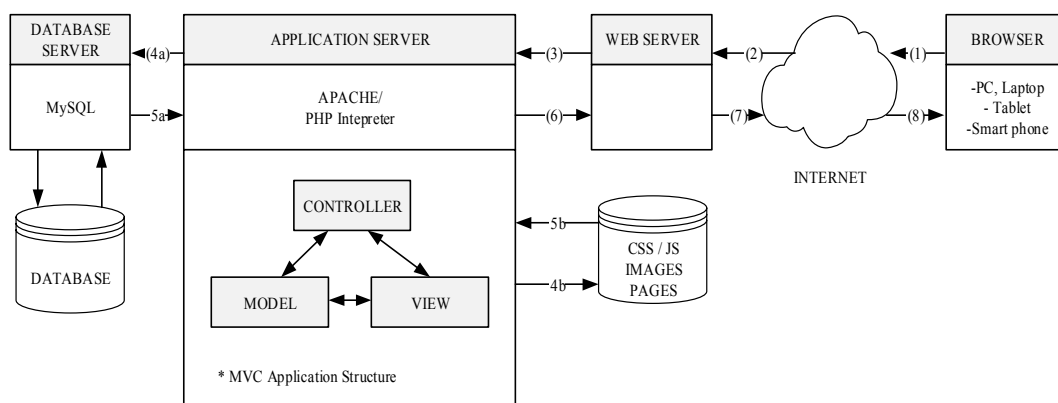 DATABASE
SERVER
(4a)
APPLICATION SERVER
(3)
WEB SERVER
(2)
(1)
BROWSER
MySQL
5a
APACHE/
PHP Intepreter
(6)
(7)
(8)
-PC, Laptop
- Tablet
-Smart phone
INTERNET
CONTROLLER
5b
DATABASE
CSS / JS
IMAGES
PAGES
4b
MODEL
VIEW
* MVC Application Structure